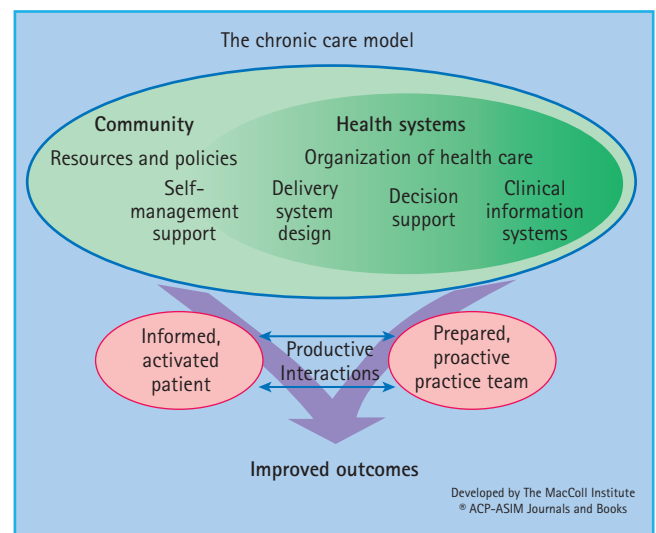 The chronic care model
Community
Health systems
Resources and policies
Organization of health care
Self-
management
support
Delivery
system
design
Decision
support
Clinical
information
systems
Informed,
activated
patient
Productive
Interactions
Prepared,
proactive
practice team
Improved outcomes
Developed by The MacColl Institute
® ACP-ASIM Journals and Books